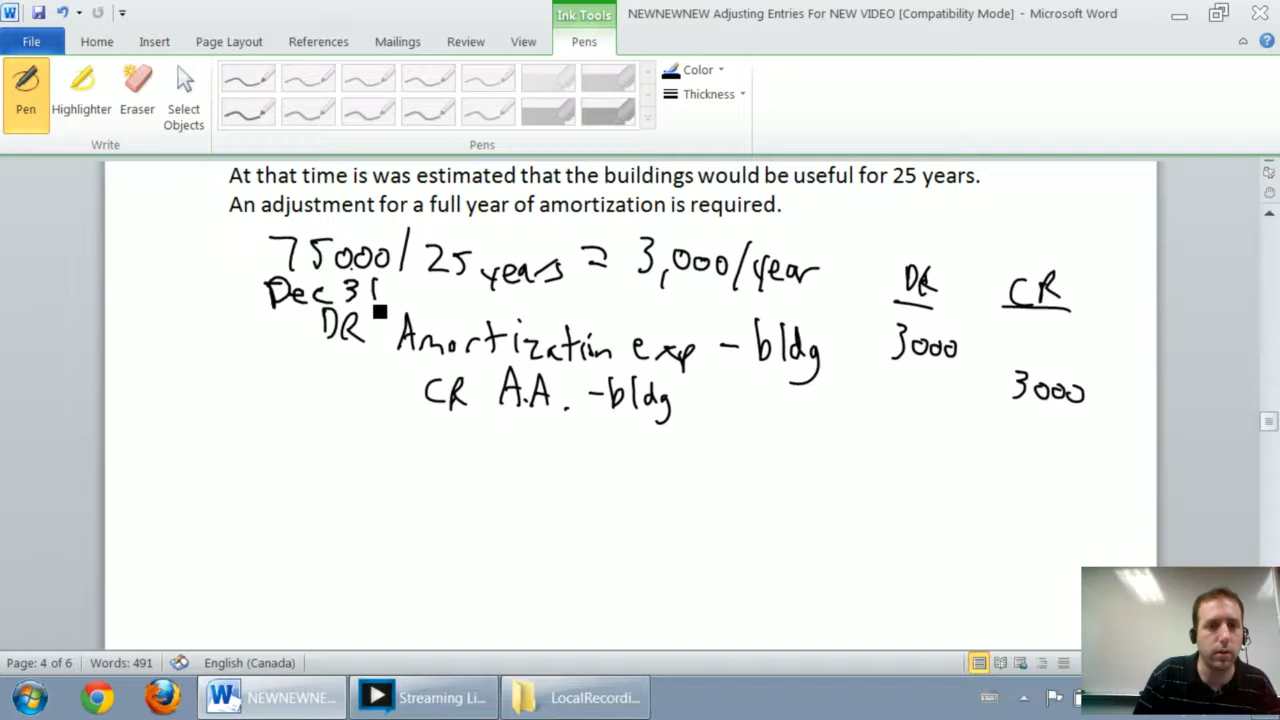 Ink Tools
NEWNEWNEW Adjusting Entries For NEW VIDEO [Compatibility Mode] - Microsoft Word
File Home Insert Page Layout References Mailings Review View Pens
Pen Highlighter Eraser Select Objects
Color
Thickness
Write Pens
At that time is was estimated that the buildings would be useful for 25 years.
An adjustment for a full year of amortization is required.
75000/25 years = 3,000/year
Dec 31 DR CR
DR Amortization exp - bldg 3000
CR A.A. - bldg 3000
Page: 4 of 6 Words: 491 English (Canada)
NEWNEWNE... Streaming Li... LocalRecordi...